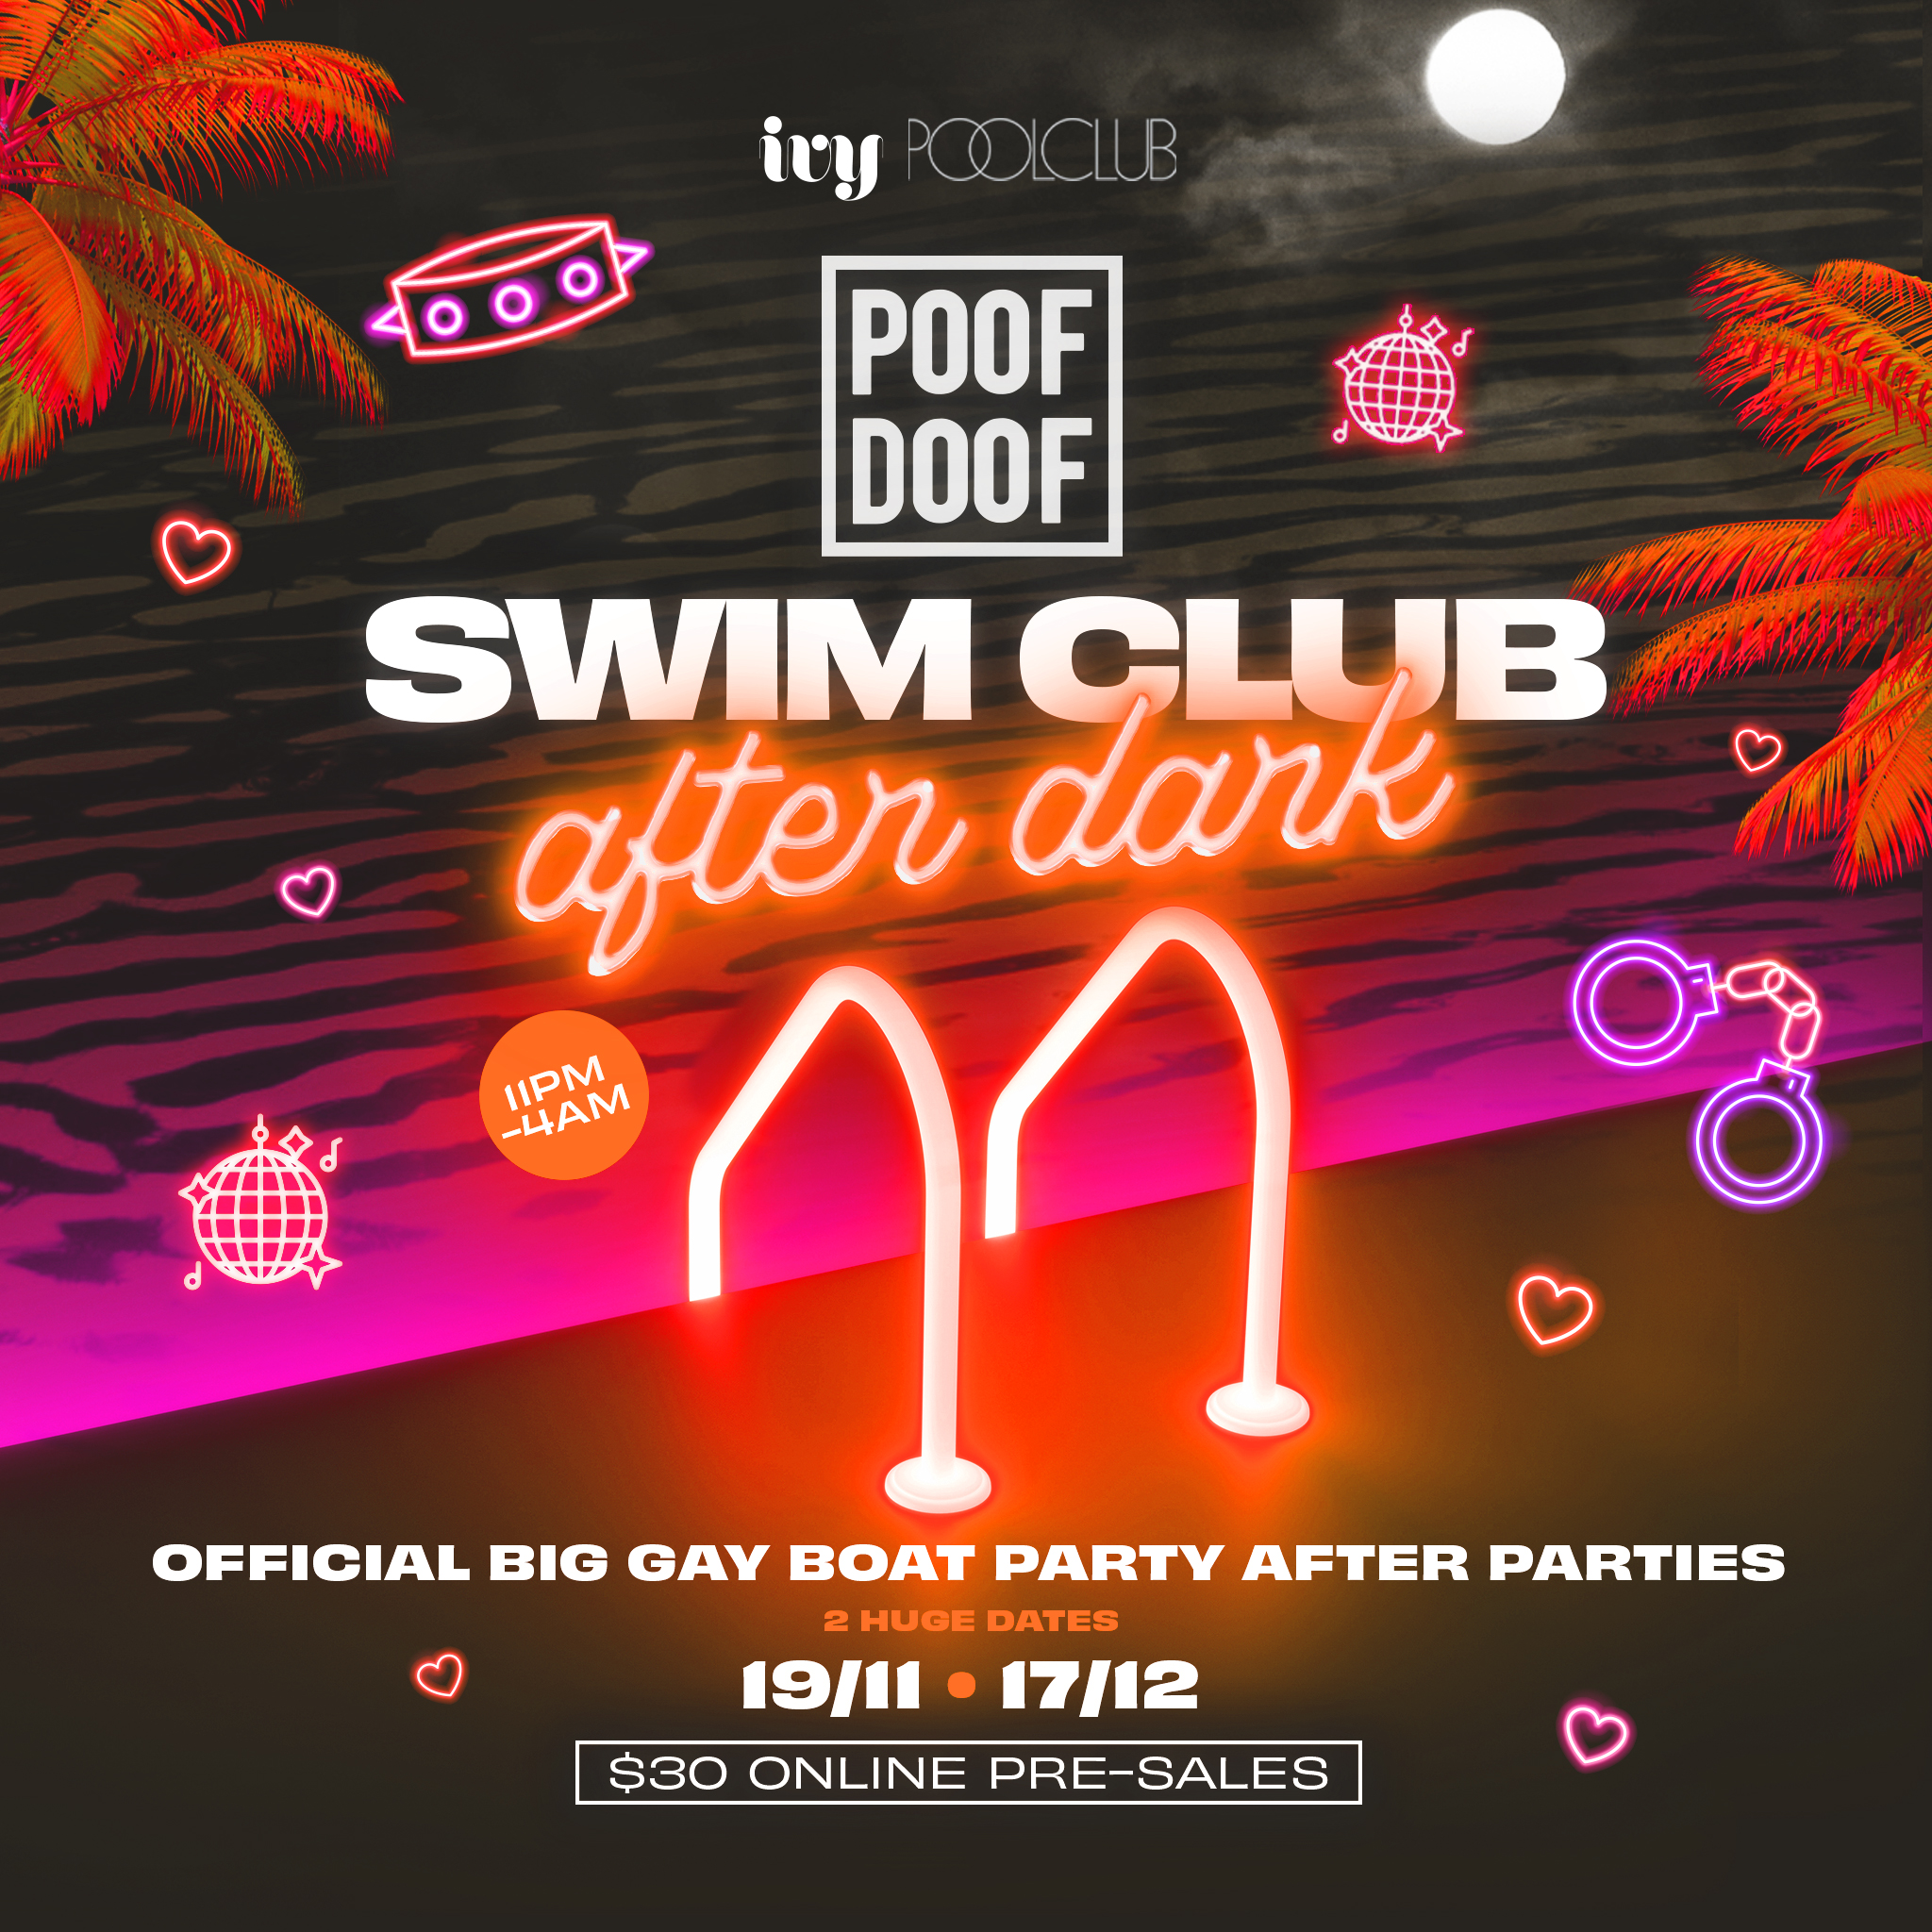 ivy POOLCLUB
POOF
DOOF
SWIM CLUB
after dark
11PM
-4AM
OFFICIAL BIG GAY BOAT PARTY AFTER PARTIES
2 HUGE DATES
19/11 • 17/12
$30 ONLINE PRE-SALES